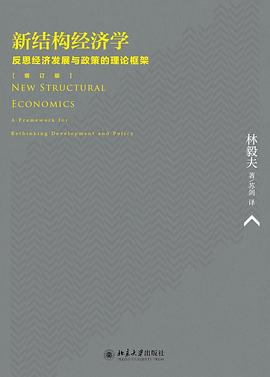 新结构经济学
反思经济发展与政策的理论框架
[增订版]
NEW STRUCTURAL
ECONOMICS
A Framework for
Rethinking Development and Policy
林毅夫
著/苏剑 译
北京大学出版社